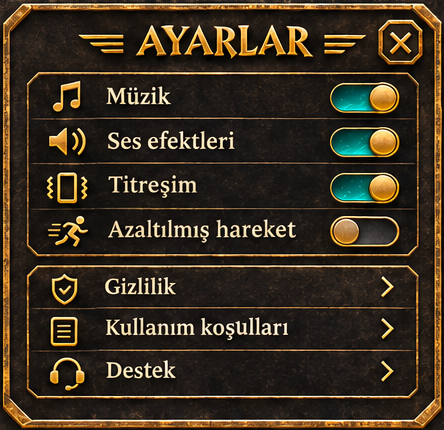 AYARLAR
Müzik
Ses efektleri
Titreşim
Azaltılmış hareket
Gizlilik
Kullanım koşulları
Destek